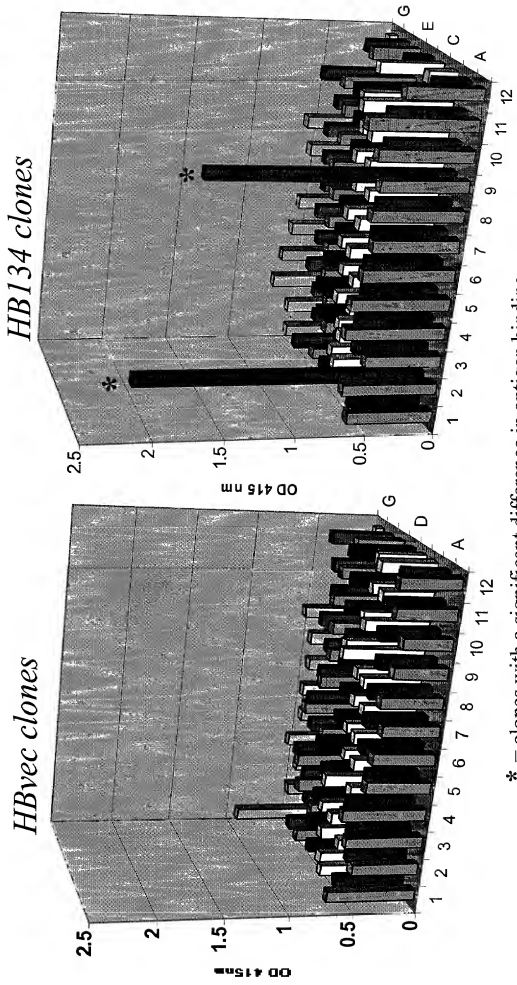 HBvec clones
2.5
2
1.5
1
0.5
0
OD 415nm
1 2 3 4 5 6 7 8 9 10 11 12
A
D
G
HB134 clones
2.5
2
1.5
1
0.5
0
OD 415 nm
1 2 3 4 5 6 7 8 9 10 11 12
A
C
E
G
*
*
* = clones with a significant difference in antigen binding